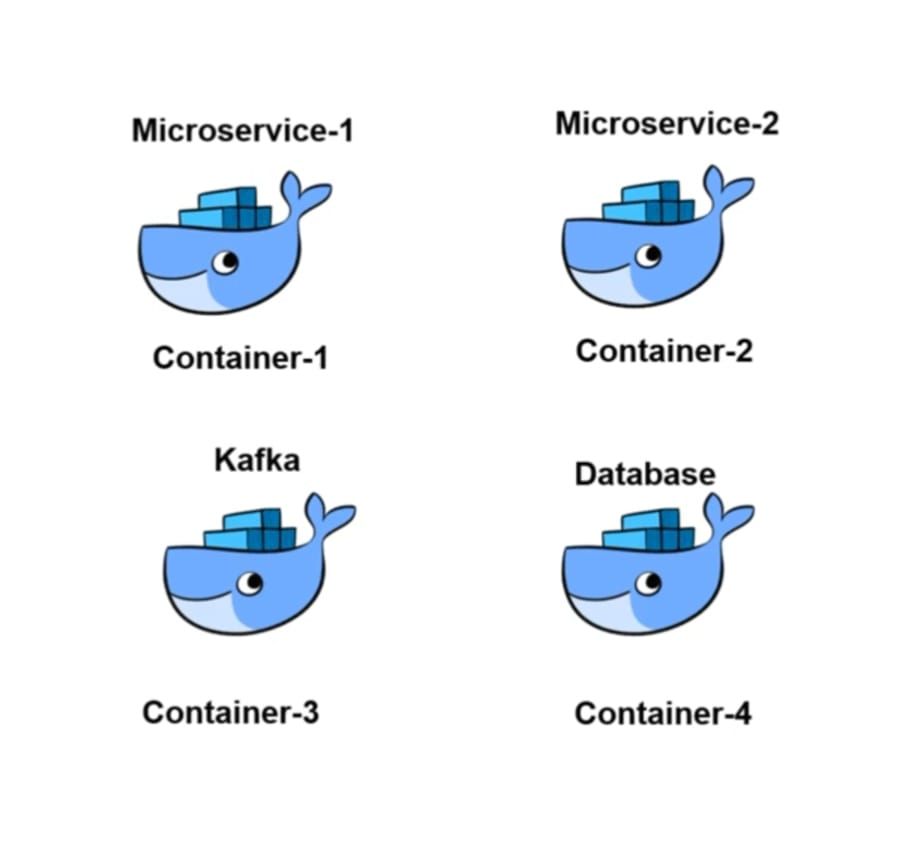 Microservice-1
Microservice-2
Container-1
Container-2
Kafka
Database
Container-3
Container-4